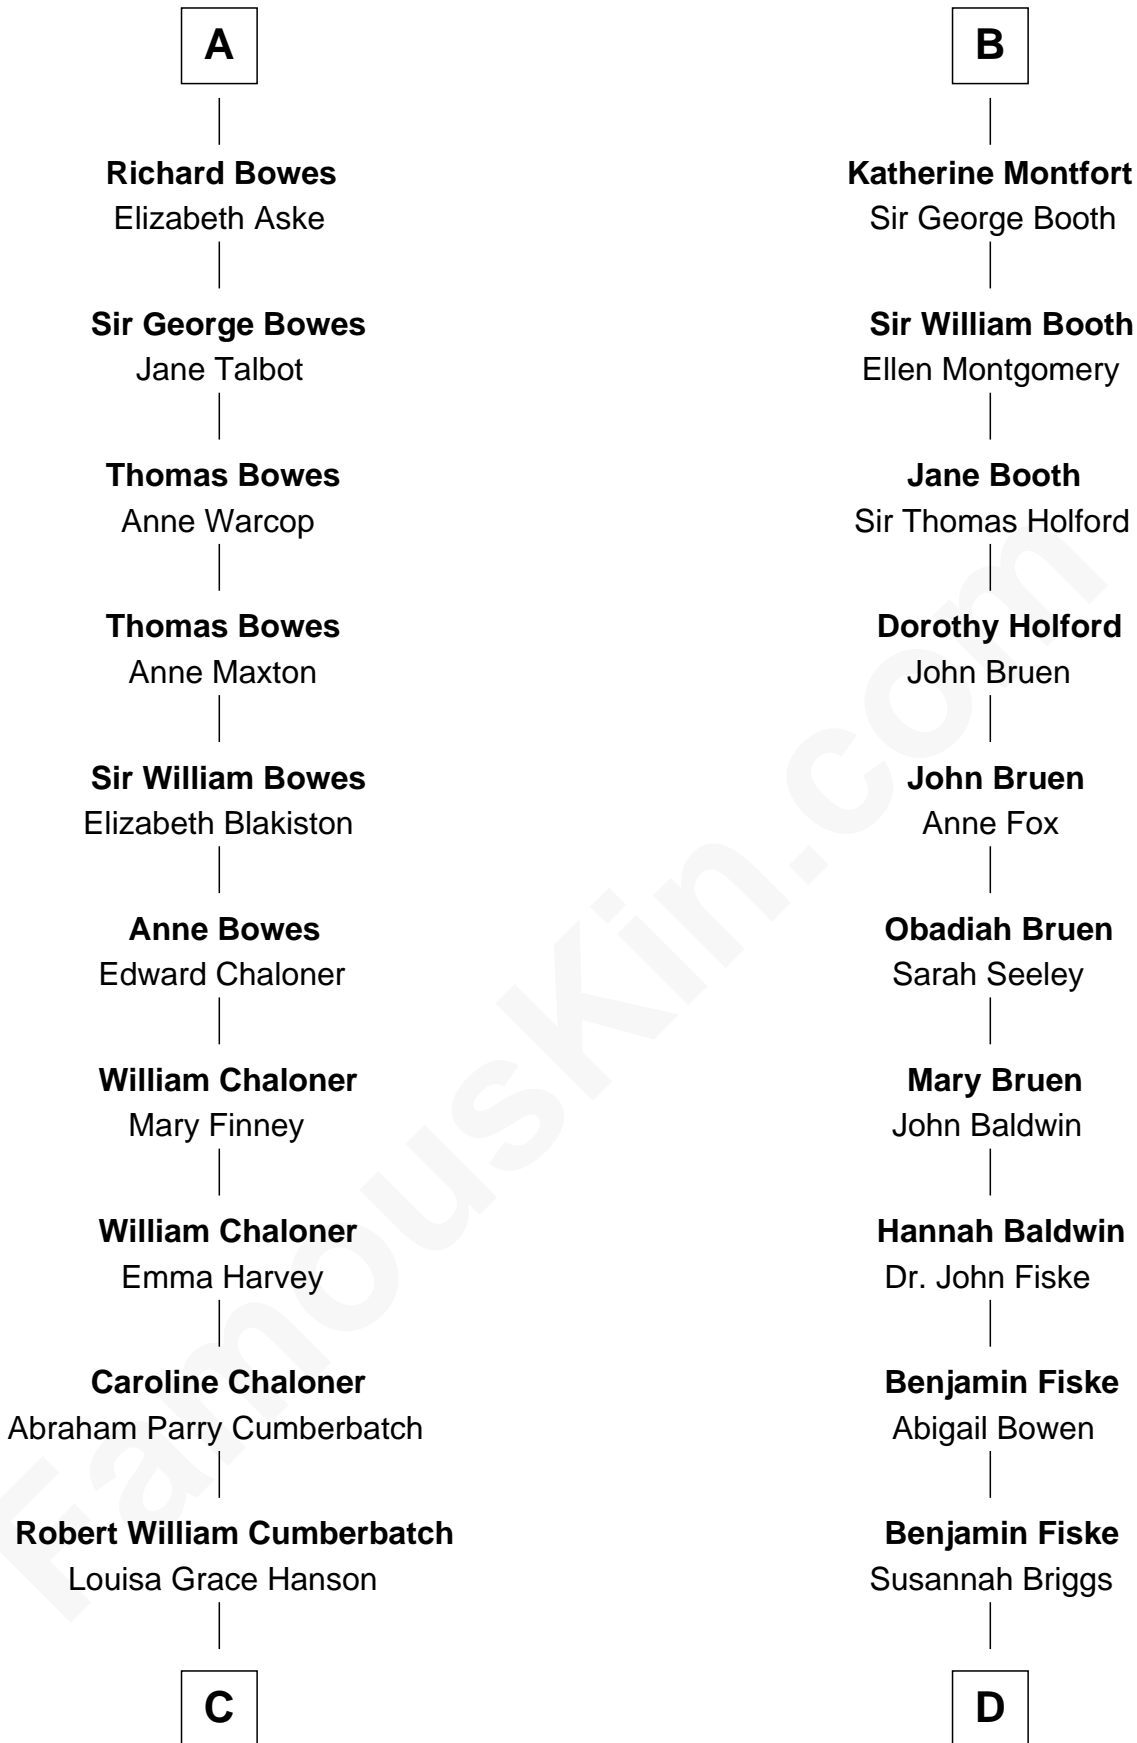 A
Richard Bowes
Elizabeth Aske
Sir George Bowes
Jane Talbot
Thomas Bowes
Anne Warcop
Thomas Bowes
Anne Maxton
Sir William Bowes
Elizabeth Blakiston
Anne Bowes
Edward Chaloner
William Chaloner
Mary Finney
William Chaloner
Emma Harvey
Caroline Chaloner
Abraham Parry Cumberbatch
Robert William Cumberbatch
Louisa Grace Hanson
C
B
Katherine Montfort
Sir George Booth
Sir William Booth
Ellen Montgomery
Jane Booth
Sir Thomas Holford
Dorothy Holford
John Bruen
John Bruen
Anne Fox
Obadiah Bruen
Sarah Seeley
Mary Bruen
John Baldwin
Hannah Baldwin
Dr. John Fiske
Benjamin Fiske
Abigail Bowen
Benjamin Fiske
Susannah Briggs
D
FamousKin.com